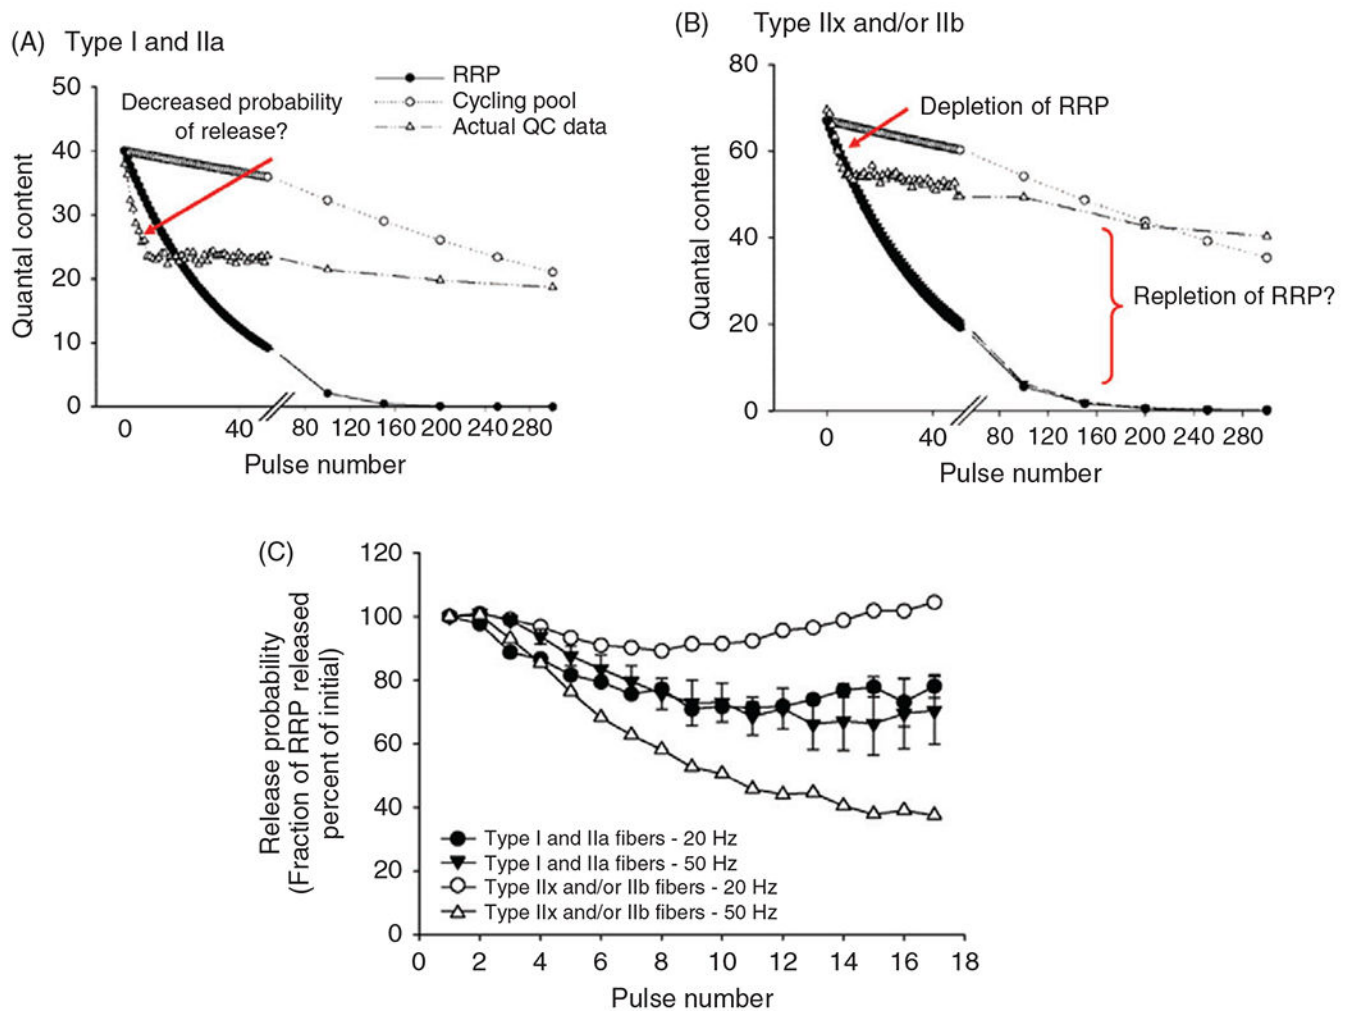 (A) Type I and IIa
50
40
30
20
10
0
Quantal content
Decreased probability
of release?
RRP
Cycling pool
Actual QC data
0 40 80 120 160 200 240 280
Pulse number
(B) Type IIx and/or IIb
80
60
40
20
0
Quantal content
Depletion of RRP
Repletion of RRP?
0 40 80 120 160 200 240 280
Pulse number
(C)
120
100
80
60
40
20
0
Release probability
(Fraction of RRP released
percent of initial)
Type I and IIa fibers - 20 Hz
Type I and IIa fibers - 50 Hz
Type IIx and/or IIb fibers - 20 Hz
Type IIx and/or IIb fibers - 50 Hz
0 2 4 6 8 10 12 14 16 18
Pulse number